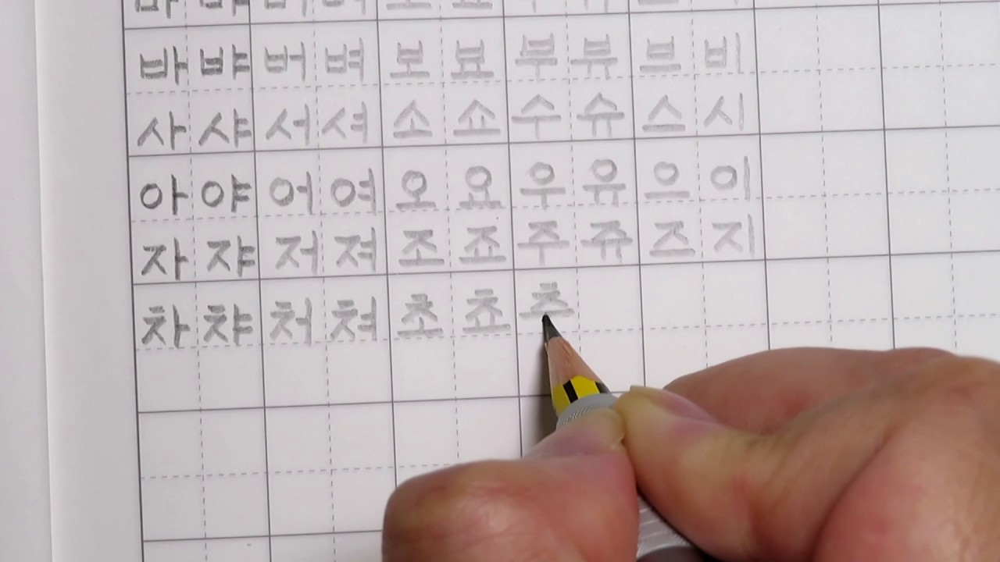 바 뱌 버 벼 보 뵤 부 뷰 브 비
사 샤 서 셔 소 쇼 수 슈 스 시
아 야 어 여 오 요 우 유 으 이
자 쟈 저 져 조 죠 주 쥬 즈 지
차 챠 처 쳐 초 쵸